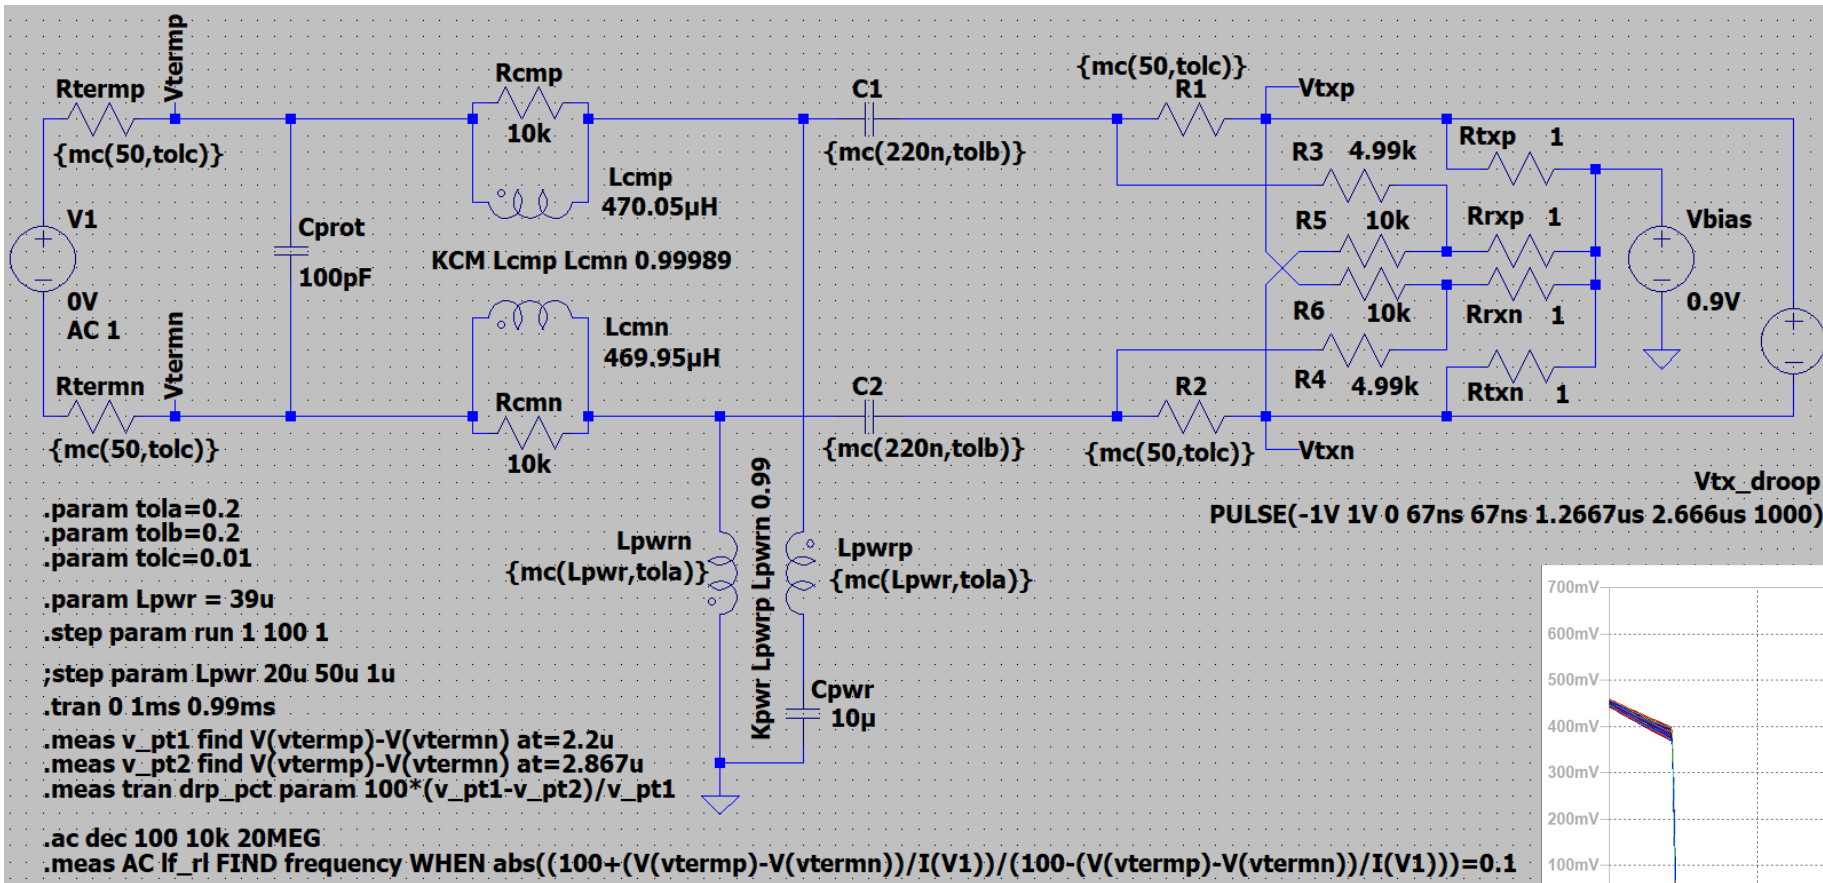 Rtermp
Vtermp
{mc(50,tolc)}
Rcmp
10k
C1
{mc(220n,tolb)}
{mc(50,tolc)}
R1
Vtxp
Rtxp 1
R3 4.99k
Lcmp
470.05µH
V1
Cprot
100pF
R5 10k
Rrxp 1
Vbias
KCM Lcmp Lcmn 0.99989
0V
AC 1
R6 10k
Rrxn 1
0.9V
Lcmn
469.95µH
Vtermn
Rtermn
{mc(50,tolc)}
Rcmn
10k
C2
{mc(220n,tolb)}
R2
{mc(50,tolc)}
R4 4.99k
Rtxn 1
Vtxn
Vtx_droop
PULSE(-1V 1V 0 67ns 67ns 1.2667us 2.666us 1000)
.param tola=0.2
.param tolb=0.2
.param tolc=0.01
.param Lpwr = 39u
.step param run 1 100 1
;step param Lpwr 20u 50u 1u
.tran 0 1ms 0.99ms
Lpwrn
{mc(Lpwr,tola)}
Kpwr Lpwrp Lpwrn 0.99
Lpwrp
{mc(Lpwr,tola)}
Cpwr
10µ
.meas v_pt1 find V(vtermp)-V(vtermn) at=2.2u
.meas v_pt2 find V(vtermp)-V(vtermn) at=2.867u
.meas tran drp_pct param 100*(v_pt1-v_pt2)/v_pt1
.ac dec 100 10k 20MEG
.meas AC lf_rl FIND frequency WHEN abs((100+(V(vtermp)-V(vtermn))/I(V1))/(100-(V(vtermp)-V(vtermn))/I(V1)))=0.1
700mV
600mV
500mV
400mV
300mV
200mV
100mV